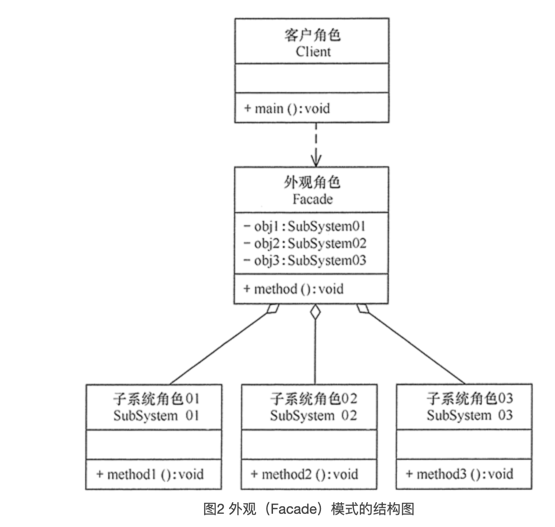 客户角色
Client
+ main ():void
外观角色
Facade
- obj1:SubSystem01
- obj2:SubSystem02
- obj3:SubSystem03
+ method ():void
子系统角色01
SubSystem 01
+ method1 ():void
子系统角色02
SubSystem 02
+ method2 ():void
子系统角色03
SubSystem 03
+ method3 ():void
图2 外观（Facade）模式的结构图